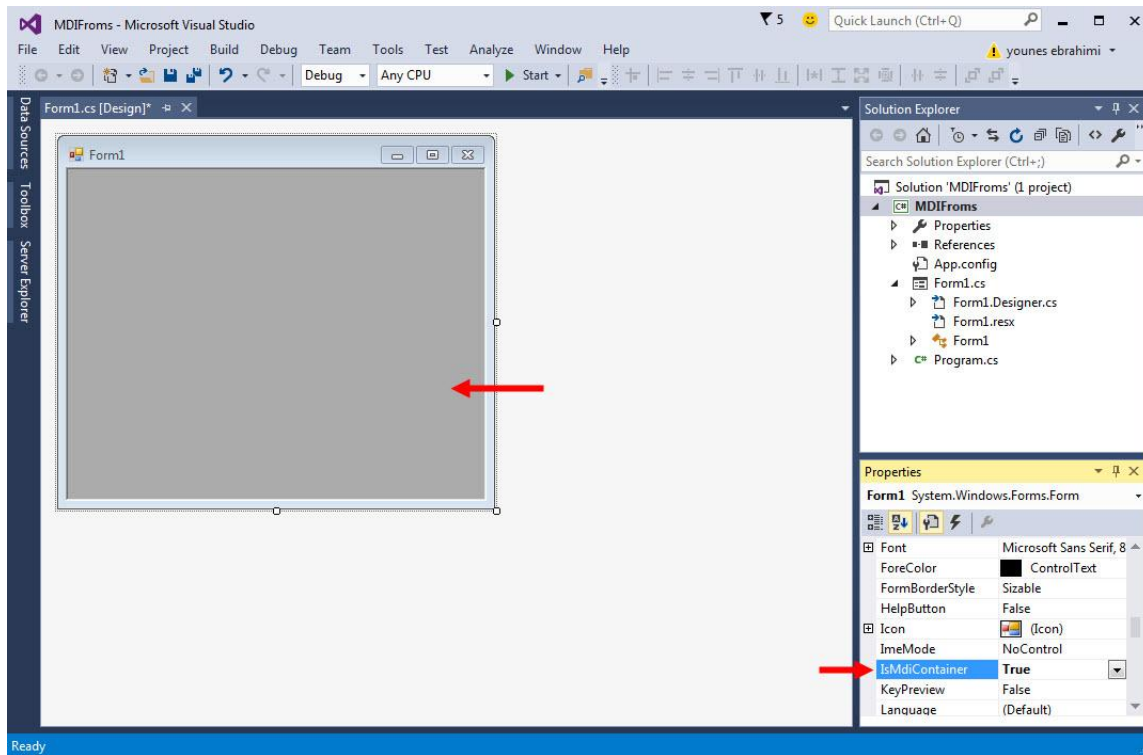 MDIFroms - Microsoft Visual Studio
5
Quick Launch (Ctrl+Q)
File Edit View Project Build Debug Team Tools Test Analyze Window Help
younes ebrahimi
Debug Any CPU Start
Data Sources
Toolbox
Server Explorer
Form1.cs [Design]*
Form1
Solution Explorer
Search Solution Explorer (Ctrl+;)
Solution 'MDIFroms' (1 project)
C# MDIFroms
Properties
References
App.config
Form1.cs
Form1.Designer.cs
Form1.resx
Form1
C# Program.cs
Properties
Form1 System.Windows.Forms.Form
Font Microsoft Sans Serif, 8
ForeColor ControlText
FormBorderStyle Sizable
HelpButton False
Icon (Icon)
ImeMode NoControl
IsMdiContainer True
KeyPreview False
Language (Default)
Ready